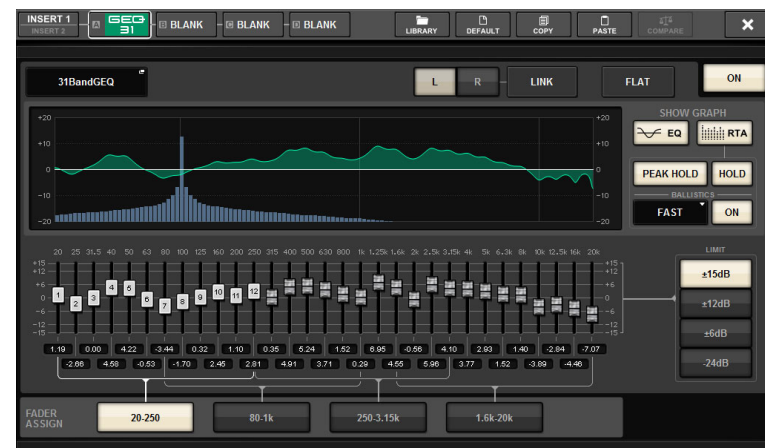 INSERT 1
INSERT 2
A GEQ 31
B BLANK
C BLANK
D BLANK
LIBRARY
DEFAULT
COPY
PASTE
COMPARE
×
31BandGEQ
L R LINK
FLAT
ON
SHOW GRAPH
EQ RTA
PEAK HOLD HOLD
BALLISTICS
FAST ON
+20 +20
+10 +10
0 0
-10 -10
-20 -20
20 25 31.5 40 50 63 80 100 125 160 200 250 315 400 500 630 800 1k 1.25k 1.6k 2k 2.5k 3.15k 4k 5k 6.3k 8k 10k 12.5k 16k 20k
+15 +15
+12 +12
+6 +6
0 0
-6 -6
-12 -12
-15 -15
1 2 3 4 5 6 7 8 9 10 11 12
1.19 0.00 4.22 -3.44 0.32 1.10 0.35 5.24 1.52 6.95 -0.56 4.10 2.93 1.40 -2.84 -7.07
-2.66 4.58 -0.53 -1.70 2.45 2.81 4.91 3.71 0.29 4.55 5.96 3.77 1.52 -3.89 -4.46
LIMIT
±15dB
±12dB
±6dB
-24dB
FADER
ASSIGN
20-250
80-1k
250-3.15k
1.6k-20k